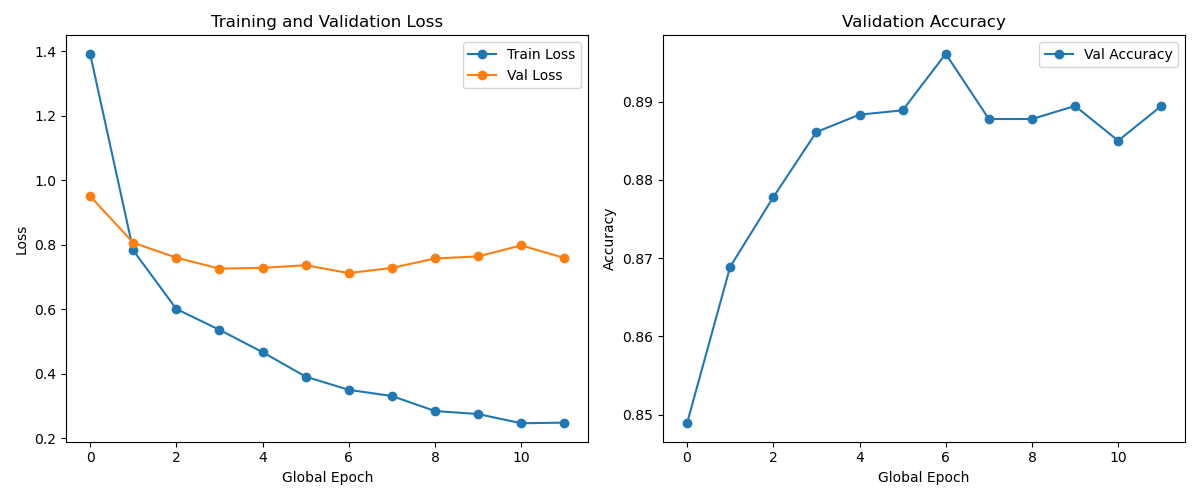 Training and Validation Loss
Train Loss
Val Loss
1.4
1.2
1.0
0.8
0.6
0.4
0.2
Loss
0 2 4 6 8 10
Global Epoch
Validation Accuracy
Val Accuracy
0.89
0.88
0.87
0.86
0.85
Accuracy
0 2 4 6 8 10
Global Epoch